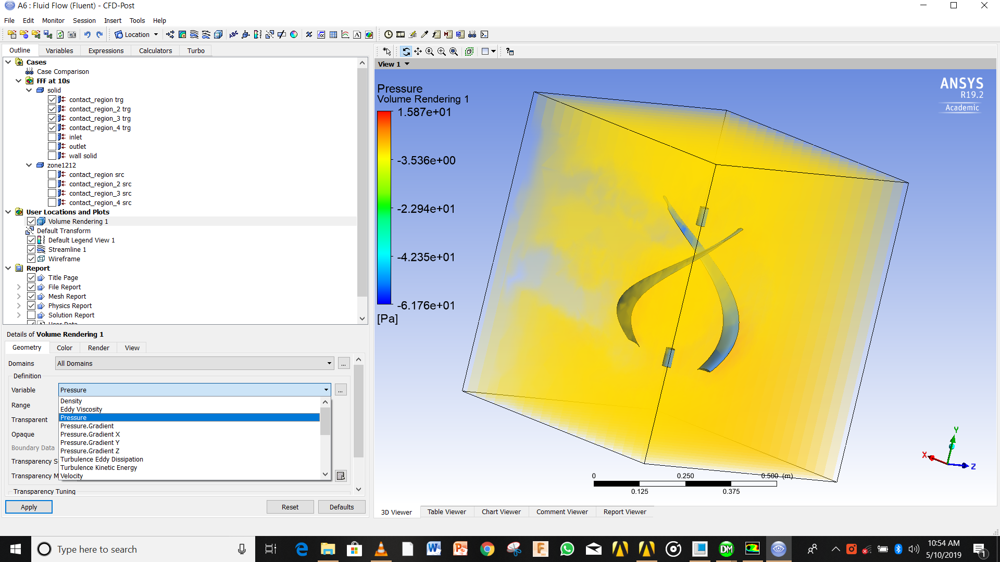 A6 : Fluid Flow (Fluent) - CFD-Post
File Edit Monitor Session Insert Tools Help
Location
Outline Variables Expressions Calculators Turbo
Cases
Case Comparison
FFF at 10s
solid
contact_region trg
contact_region_2 trg
contact_region_3 trg
contact_region_4 trg
inlet
outlet
wall solid
zone1212
contact_region src
contact_region_2 src
contact_region_3 src
contact_region_4 src
User Locations and Plots
Volume Rendering 1
Default Transform
Default Legend View 1
Streamline 1
Wireframe
Report
Title Page
File Report
Mesh Report
Physics Report
Solution Report
User Data
Details of Volume Rendering 1
Geometry Color Render View
Domains All Domains ...
Definition
Variable Pressure ...
Range
Transparent
Opaque
Boundary Data
Transparency S
Transparency M
Density
Eddy Viscosity
Pressure
Pressure.Gradient
Pressure.Gradient X
Pressure.Gradient Y
Pressure.Gradient Z
Turbulence Eddy Dissipation
Turbulence Kinetic Energy
Velocity
Transparency Tuning
Apply Reset Defaults
View 1
Pressure
Volume Rendering 1
1.587e+01
-3.536e+00
-2.294e+01
-4.235e+01
-6.176e+01
[Pa]
ANSYS
R19.2
Academic
Y
X
Z
0 0.250 0.500 (m)
0.125 0.375
3D Viewer Table Viewer Chart Viewer Comment Viewer Report Viewer
Type here to search
DM
10:54 AM
5/10/2019
1